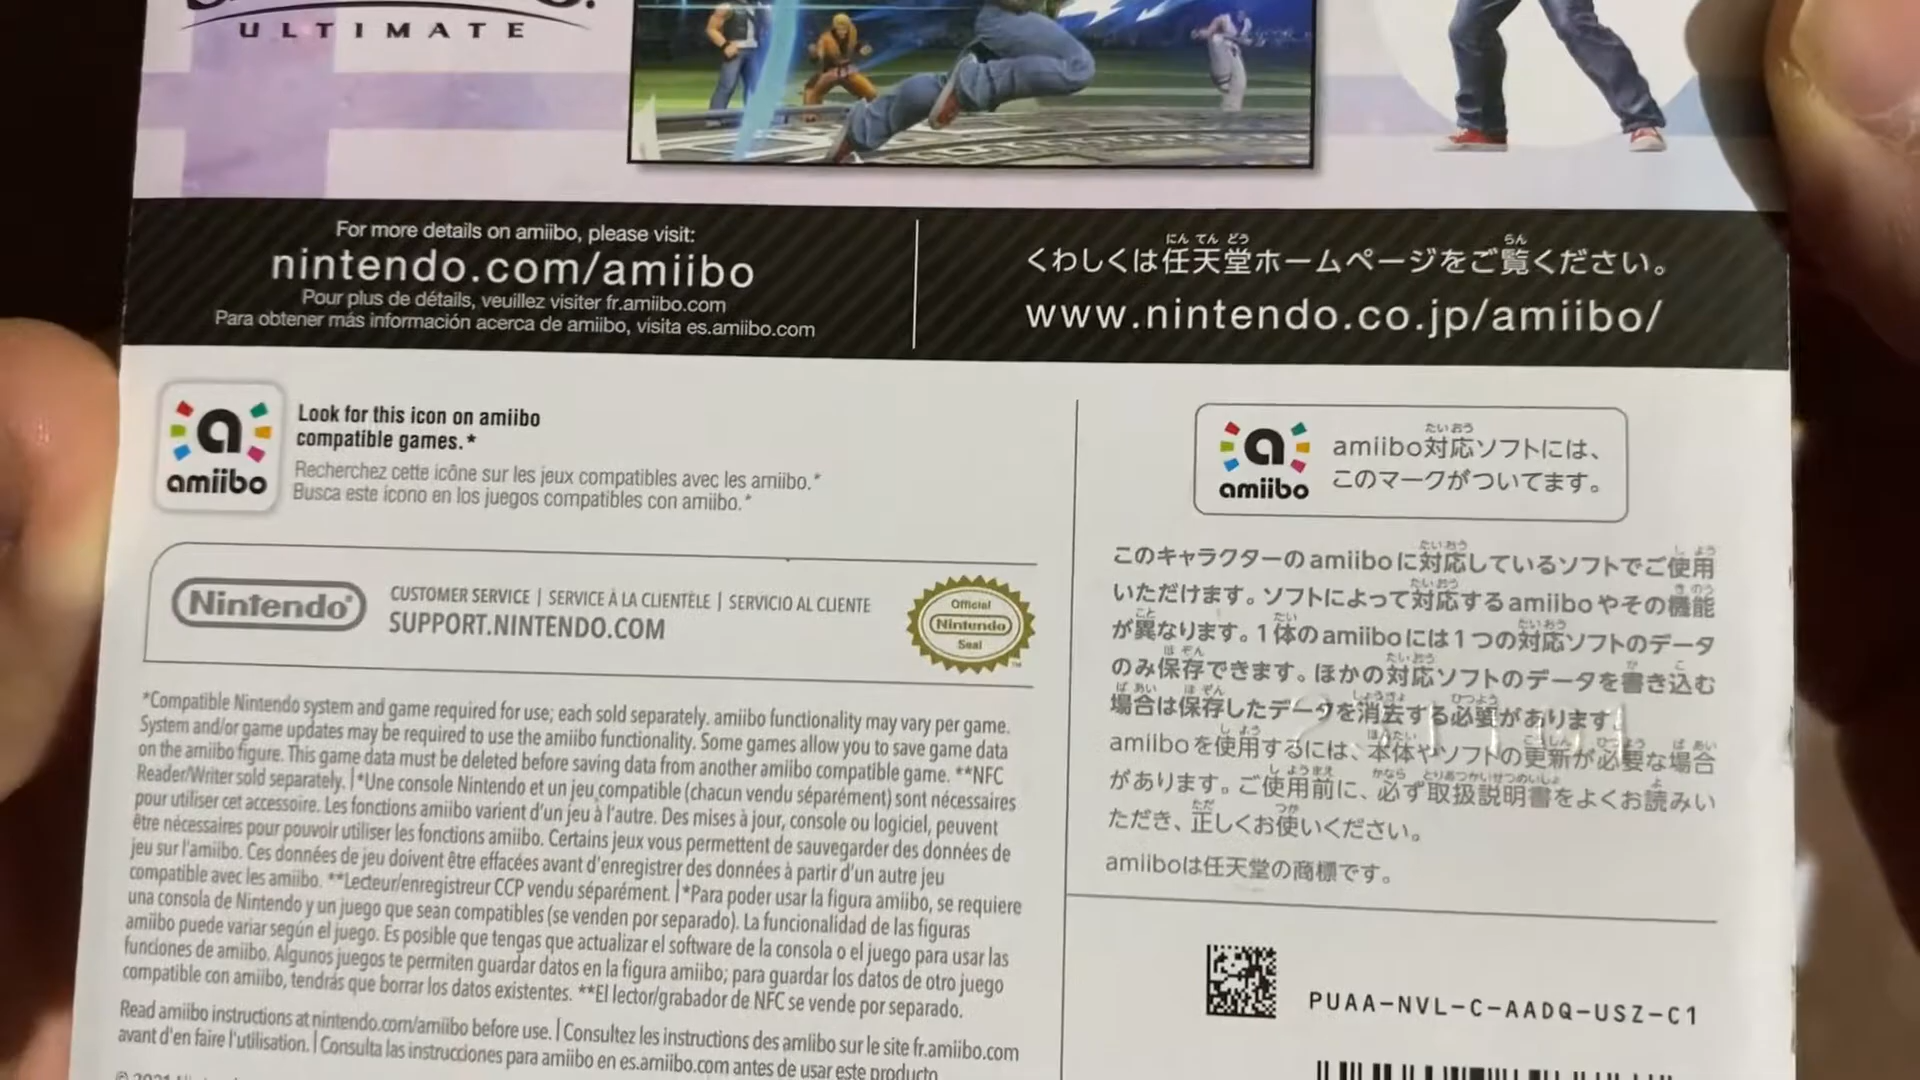 ULTIMATE
For more details on amiibo, please visit:
nintendo.com/amiibo
Pour plus de détails, veuillez visiter fr.amiibo.com
Para obtener más información acerca de amiibo, visita es.amiibo.com
くわしくは任天堂ホームページをご覧ください。
www.nintendo.co.jp/amiibo/
amiibo
Look for this icon on amiibo
compatible games.*
Recherchez cette icône sur les jeux compatibles avec les amiibo.*
Busca este ícono en los juegos compatibles con amiibo.*
Nintendo
CUSTOMER SERVICE | SERVICE À LA CLIENTÈLE | SERVICIO AL CLIENTE
SUPPORT.NINTENDO.COM
Official
Nintendo
Seal
*Compatible Nintendo system and game required for use; each sold separately. amiibo functionality may vary per game.
System and/or game updates may be required to use the amiibo functionality. Some games allow you to save game data
on the amiibo figure. This game data must be deleted before saving data from another amiibo compatible game. **NFC
Reader/Writer sold separately. | *Une console Nintendo et un jeu compatible (chacun vendu séparément) sont nécessaires
pour utiliser cet accessoire. Les fonctions amiibo varient d'un jeu à l'autre. Des mises à jour, console ou logiciel, peuvent
être nécessaires pour pouvoir utiliser les fonctions amiibo. Certains jeux vous permettent de sauvegarder des données de
jeu sur l'amiibo. Ces données de jeu doivent être effacées avant d'enregistrer des données à partir d'un autre jeu
compatible avec les amiibo. **Lecteur/enregistreur CCP vendu séparément. | *Para poder usar la figura amiibo, se requiere
una consola de Nintendo y un juego que sean compatibles (se venden por separado). La funcionalidad de las figuras
amiibo puede variar según el juego. Es posible que tengas que actualizar el software de la consola o el juego para usar las
funciones de amiibo. Algunos juegos te permiten guardar datos en la figura amiibo; para guardar los datos de otro juego
compatible con amiibo, tendrás que borrar los datos existentes. **El lector/grabador de NFC se vende por separado.
Read amiibo instructions at nintendo.com/amiibo before use. | Consultez les instructions des amiibo sur le site fr.amiibo.com
avant d'en faire l'utilisation. | Consulta las instrucciones para amiibo en es.amiibo.com antes de usar este producto.
amiibo
amiibo対応ソフトには、
このマークがついてます。
このキャラクターのamiiboに対応しているソフトでご使用
いただけます。ソフトによって対応するamiiboやその機能
が異なります。1体のamiiboには1つの対応ソフトのデータ
のみ保存できます。ほかの対応ソフトのデータを書き込む
場合は保存したデータを消去する必要があります。
amiiboを使用するには、本体やソフトの更新が必要な場合
があります。ご使用前に、必ず取扱説明書をよくお読みい
ただき、正しくお使いください。
amiiboは任天堂の商標です。
PUAA-NVL-C-AADQ-USZ-C1